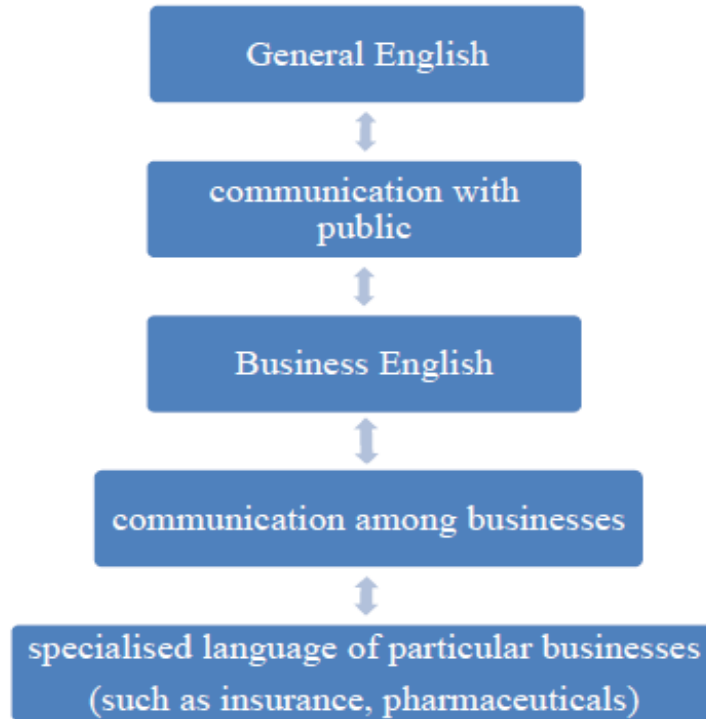 General English
communication with
public
Business English
communication among businesses
specialised language of particular businesses
(such as insurance, pharmaceuticals)